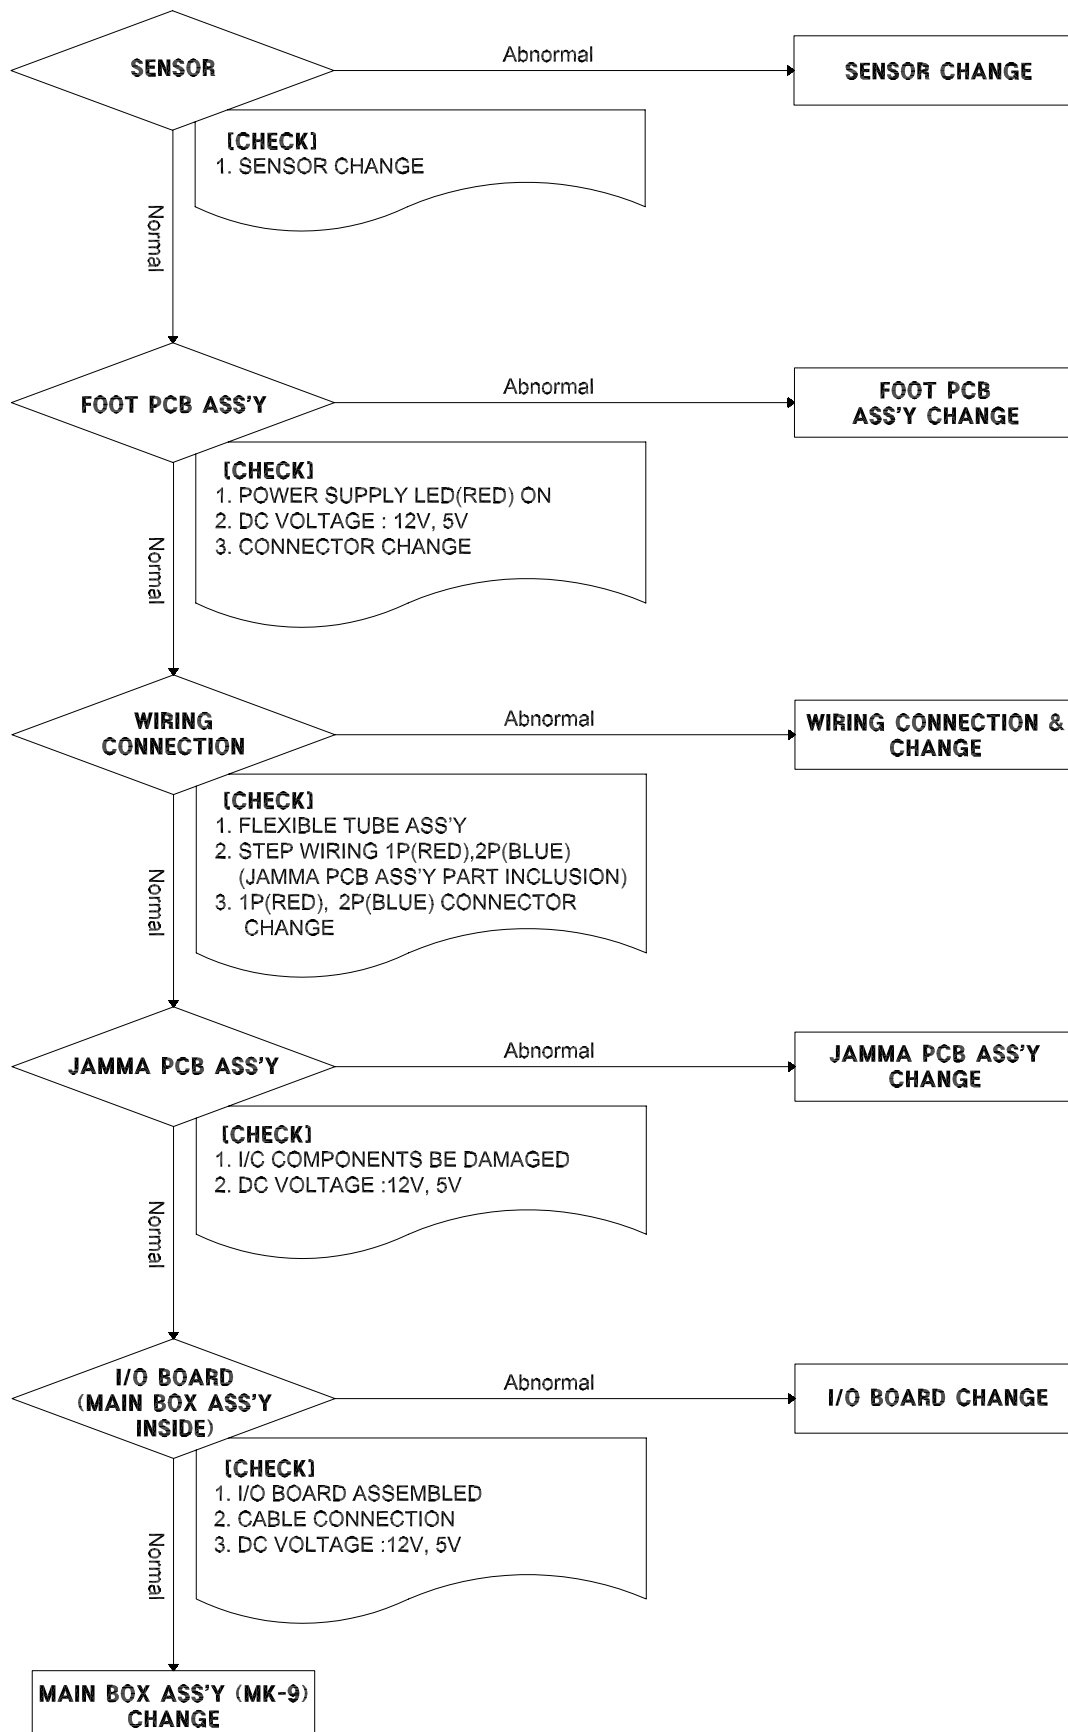 SENSOR
Abnormal
SENSOR CHANGE
[CHECK]
1. SENSOR CHANGE
Normal
FOOT PCB ASS'Y
Abnormal
FOOT PCB
ASS'Y CHANGE
[CHECK]
1. POWER SUPPLY LED(RED) ON
2. DC VOLTAGE : 12V, 5V
3. CONNECTOR CHANGE
Normal
WIRING
CONNECTION
Abnormal
WIRING CONNECTION &
CHANGE
[CHECK]
1. FLEXIBLE TUBE ASS'Y
2. STEP WIRING 1P(RED),2P(BLUE)
(JAMMA PCB ASS'Y PART INCLUSION)
3. 1P(RED), 2P(BLUE) CONNECTOR
CHANGE
Normal
JAMMA PCB ASS'Y
Abnormal
JAMMA PCB ASS'Y
CHANGE
[CHECK]
1. I/C COMPONENTS BE DAMAGED
2. DC VOLTAGE :12V, 5V
Normal
I/O BOARD
(MAIN BOX ASS'Y
INSIDE)
Abnormal
I/O BOARD CHANGE
[CHECK]
1. I/O BOARD ASSEMBLED
2. CABLE CONNECTION
3. DC VOLTAGE :12V, 5V
Normal
MAIN BOX ASS'Y (MK-9)
CHANGE